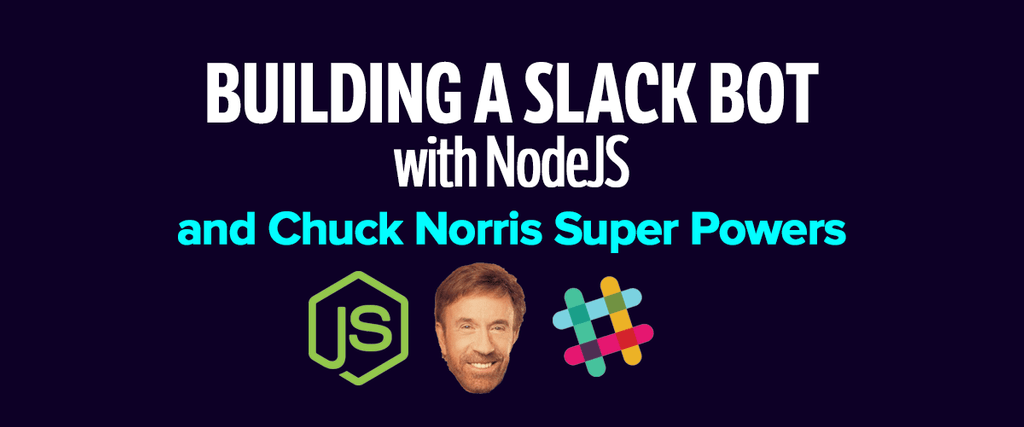 BUILDING A SLACK BOT
with NodeJS
and Chuck Norris Super Powers
JS